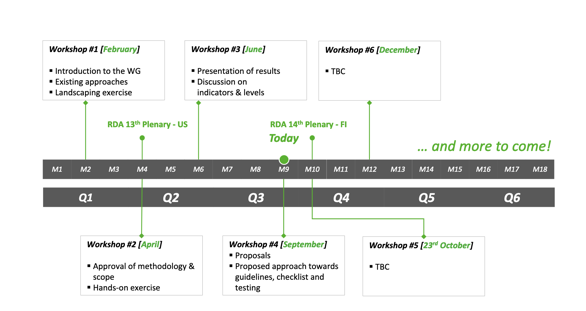 Workshop #1 [February]
▪ Introduction to the WG
▪ Existing approaches
▪ Landscaping exercise
Workshop #3 [June]
▪ Presentation of results
▪ Discussion on
indicators & levels
Workshop #6 [December]
▪ TBC
RDA 13th Plenary - US
RDA 14th Plenary - FI
Today
... and more to come!
M1 M2 M3 M4 M5 M6 M7 M8 M9 M10 M11 M12 M13 M14 M15 M16 M17 M18
Q1 Q2 Q3 Q4 Q5 Q6
Workshop #2 [April]
▪ Approval of methodology &
scope
▪ Hands-on exercise
Workshop #4 [September]
▪ Proposals
▪ Proposed approach towards
guidelines, checklist and
testing
Workshop #5 [23rd October]
▪ TBC